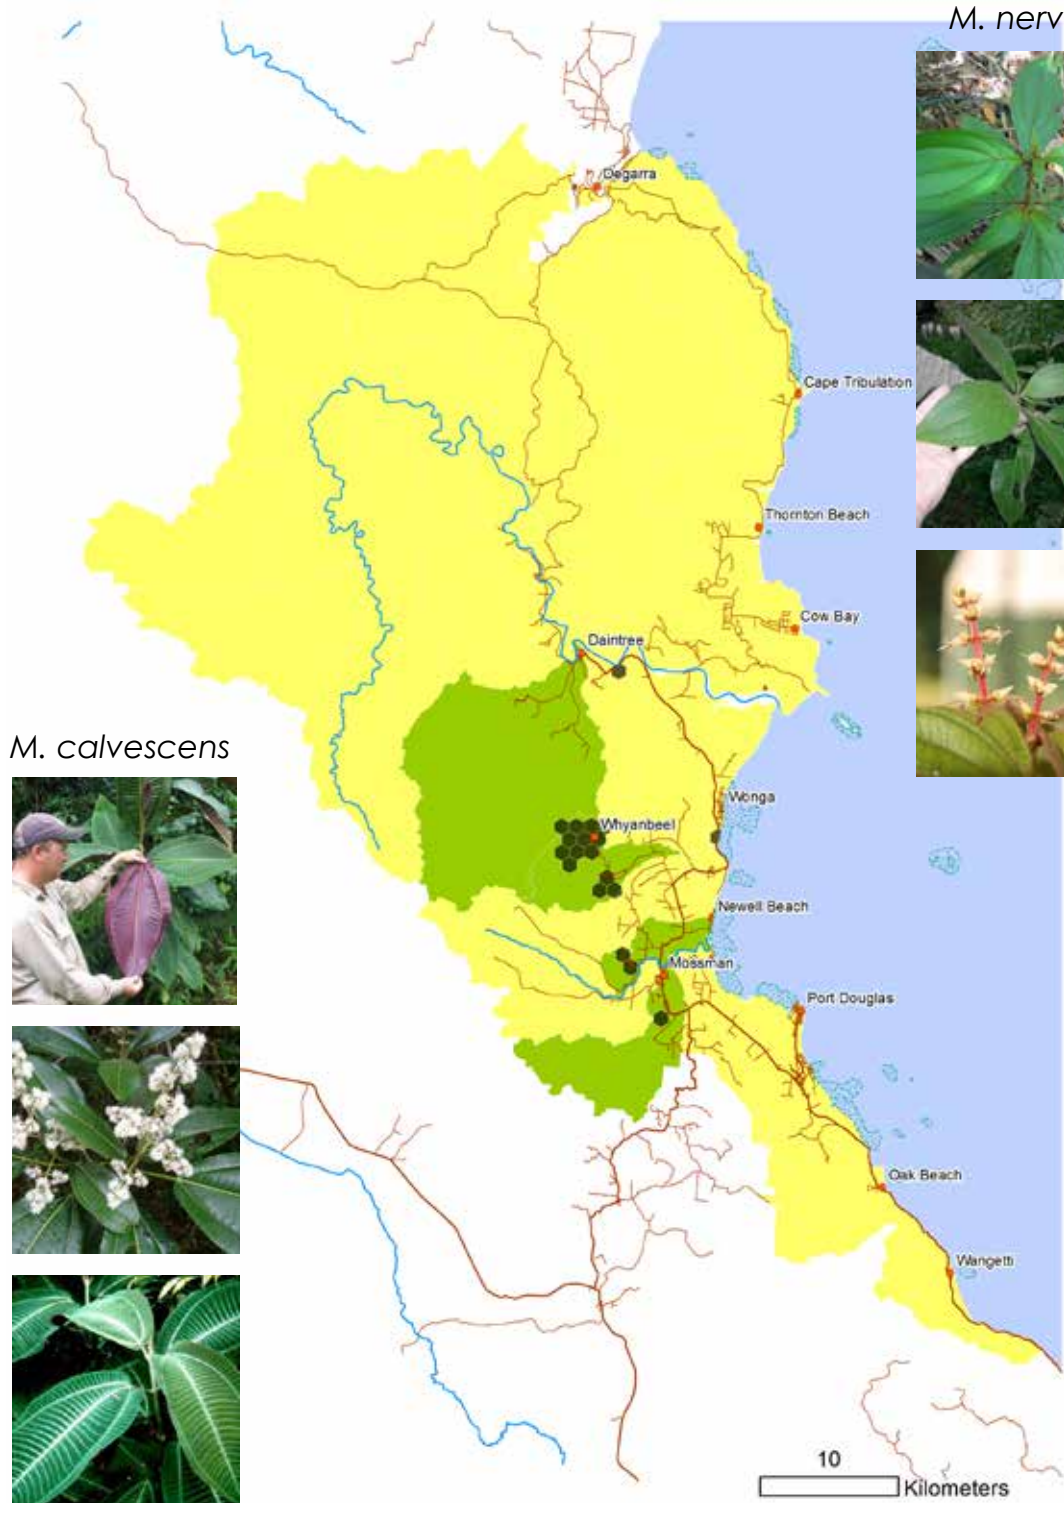 M. nerv
Degarra
Cape Tribulation
Thornton Beach
Cow Bay
Daintree
M. calvescens
Wonga
Whyanbeel
Newell Beach
Mossman
Port Douglas
Oak Beach
Wangetti
10
Kilometers